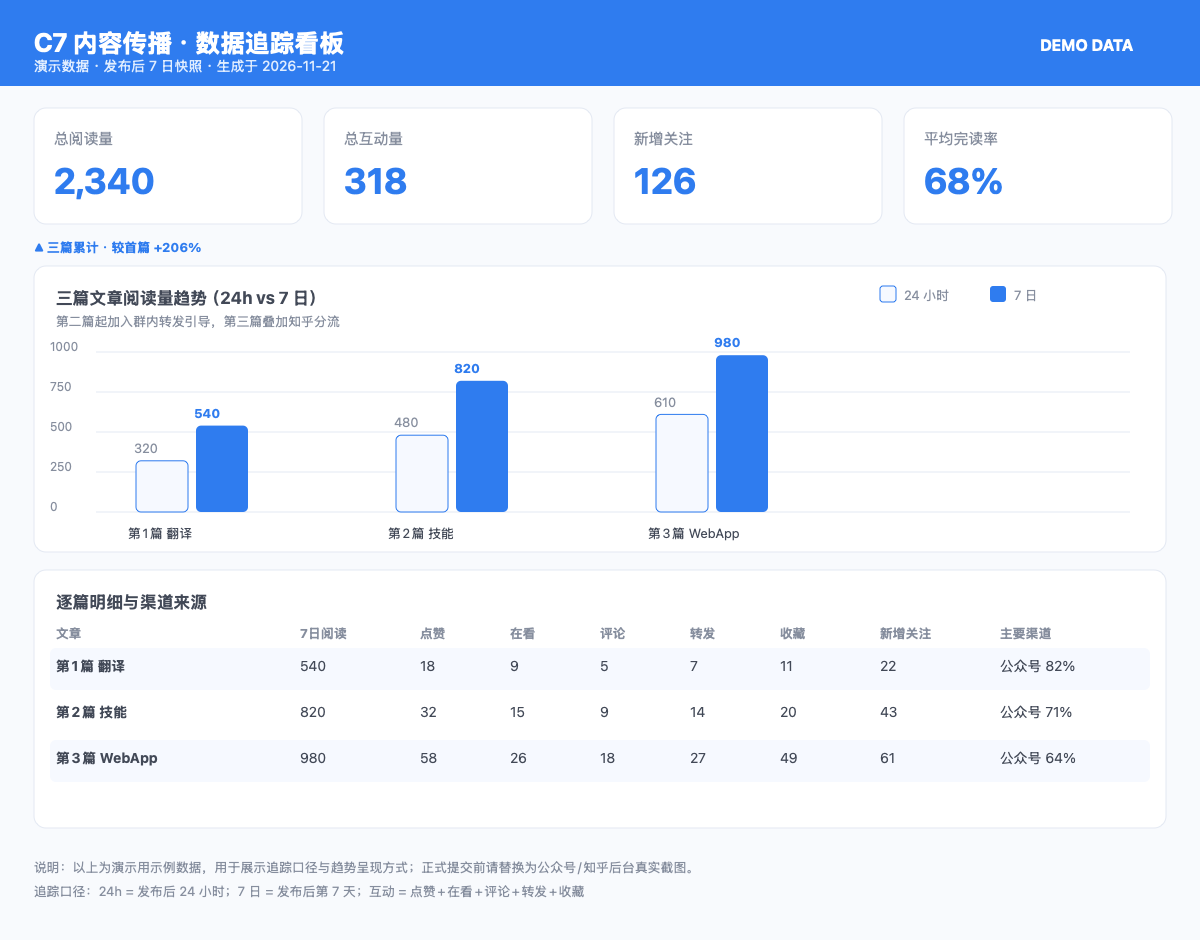 C7 内容传播 · 数据追踪看板
演示数据 · 发布后 7 日快照 · 生成于 2026-11-21
DEMO DATA
总阅读量
2,340
总互动量
318
新增关注
126
平均完读率
68%
▲ 三篇累计 · 较首篇 +206%
三篇文章阅读量趋势（24h vs 7 日）
24 小时
7 日
第二篇起加入群内转发引导，第三篇叠加知乎分流
1000
750
500
250
0
320
540
480
820
610
980
第1篇 翻译
第2篇 技能
第3篇 WebApp
逐篇明细与渠道来源
文章 7日阅读 点赞 在看 评论 转发 收藏 新增关注 主要渠道
第1篇 翻译 540 18 9 5 7 11 22 公众号 82%
第2篇 技能 820 32 15 9 14 20 43 公众号 71%
第3篇 WebApp 980 58 26 18 27 49 61 公众号 64%
说明：以上为演示用示例数据，用于展示追踪口径与趋势呈现方式；正式提交前请替换为公众号/知乎后台真实截图。
追踪口径：24h = 发布后 24 小时；7 日 = 发布后第 7 天；互动 = 点赞+在看+评论+转发+收藏